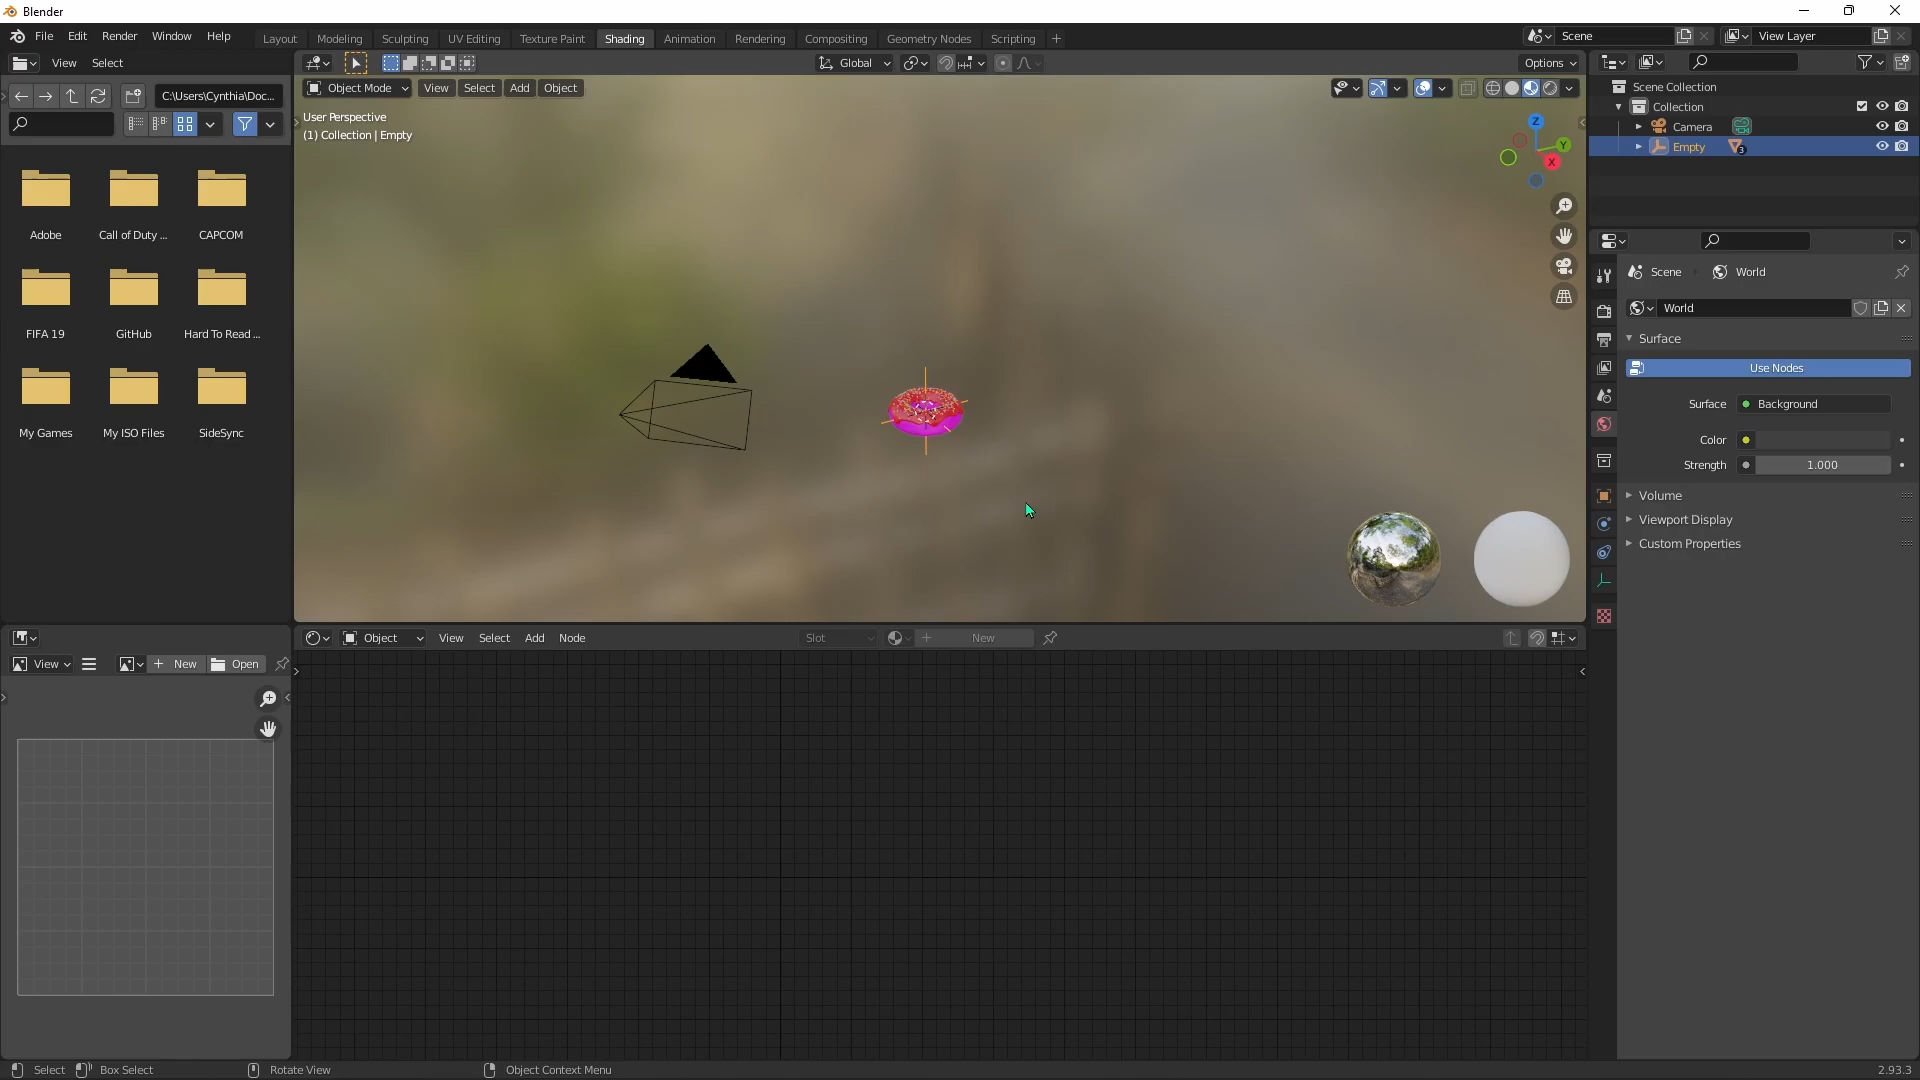 Blender
File Edit Render Window Help
Layout Modeling Sculpting UV Editing Texture Paint Shading Animation Rendering Compositing Geometry Nodes Scripting +
Scene
View Layer
View Select
Global
Options
C:\Users\Cynthia\Doc...
Object Mode View Select Add Object
User Perspective
(1) Collection | Empty
Z
Y
X
Adobe
Call of Duty ...
CAPCOM
FIFA 19
GitHub
Hard To Read ...
My Games
My ISO Files
SideSync
Scene Collection
Collection
Camera
Empty
3
Scene World
World
Surface
Use Nodes
Surface Background
Color
Strength 1.000
Volume
Viewport Display
Custom Properties
View + New Open
Object View Select Add Node
Slot
+ New
Select Box Select Rotate View Object Context Menu
2.93.3